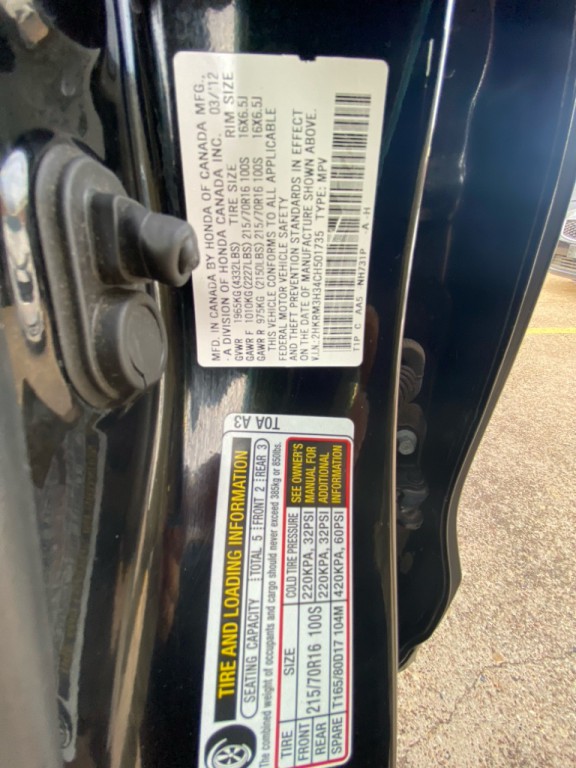 MFD. IN CANADA BY HONDA OF CANADA MFG.,
A DIVISION OF HONDA CANADA INC. 03/'12
GVWR 1965KG(4332LBS) TIRE SIZE RIM SIZE
GAWR F 1010KG(2227LBS)215/70R16 100S 16X6.5J
GAWR R 975KG (2150LBS)215/70R16 100S 16X6.5J
THIS VEHICLE CONFORMS TO ALL APPLICABLE
FEDERAL MOTOR VEHICLE SAFETY
AND THEFT PREVENTION STANDARDS IN EFFECT
ON THE DATE OF MANUFACTURE SHOWN ABOVE.
V.I.N.:2HKRM3H34CH501735 TYPE: MPV
T1P C AA5 NH731P -A -H
T0A A3
TIRE AND LOADING INFORMATION
SEATING CAPACITY TOTAL 5 FRONT 2 REAR 3
The combined weight of occupants and cargo should never exceed 385kg or 850lbs.
TIRE SIZE COLD TIRE PRESSURE SEE OWNER'S
FRONT 215/70R16 100S 220KPA, 32PSI MANUAL FOR
REAR 220KPA, 32PSI ADDITIONAL
SPARE T165/80D17 104M 420KPA, 60PSI INFORMATION